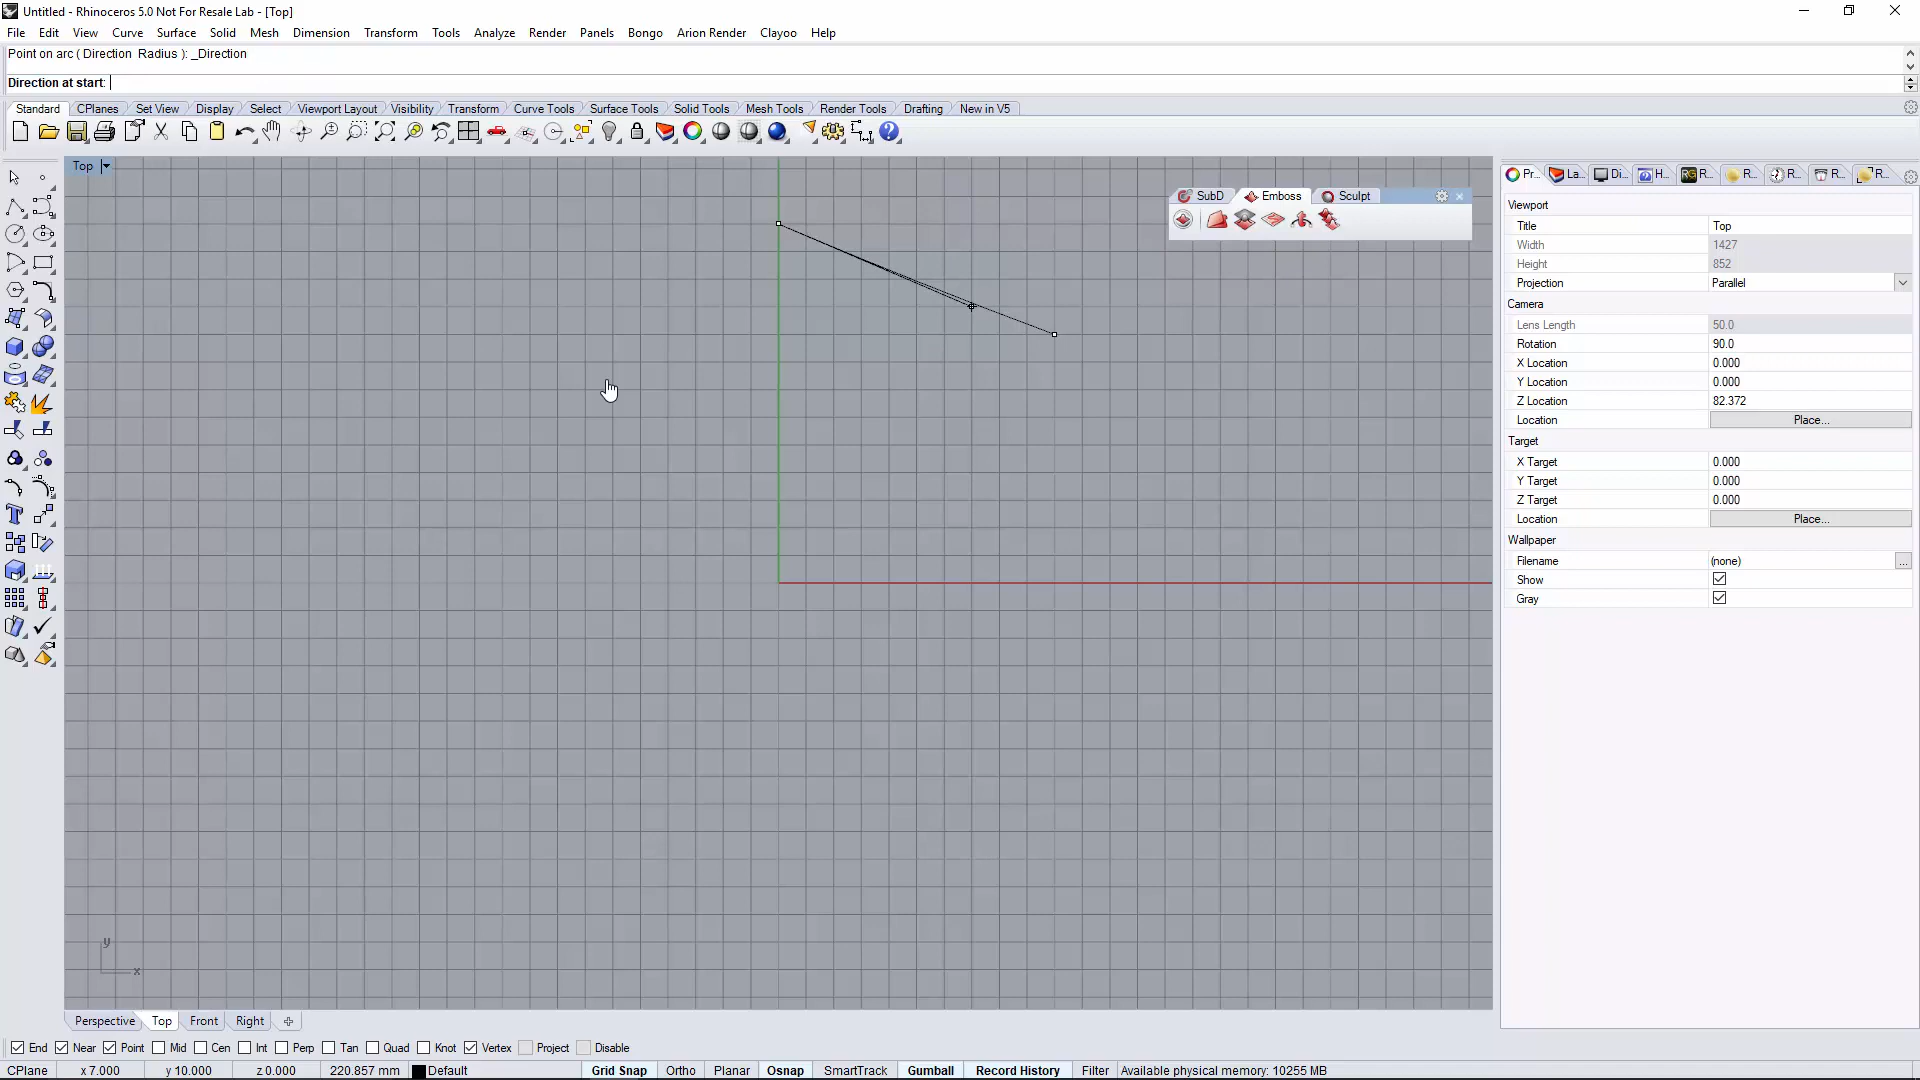 Untitled - Rhinoceros 5.0 Not For Resale Lab - [Top]
File Edit View Curve Surface Solid Mesh Dimension Transform Tools Analyze Render Panels Bongo Arion Render Clayoo Help
Point on arc ( Direction Radius ): _Direction
Direction at start:
Standard CPlanes Set View Display Select Viewport Layout Visibility Transform Curve Tools Surface Tools Solid Tools Mesh Tools Render Tools Drafting New in V5
Top
SubD Emboss Sculpt
Pr... La... Di... H... R... R... R... R... R...
Viewport
Title Top
Width 1427
Height 852
Projection Parallel
Camera
Lens Length 50.0
Rotation 90.0
X Location 0.000
Y Location 0.000
Z Location 82.372
Location Place...
Target
X Target 0.000
Y Target 0.000
Z Target 0.000
Location Place...
Wallpaper
Filename (none) ...
Show
Gray
y
x
Perspective Top Front Right
End Near Point Mid Cen Int Perp Tan Quad Knot Vertex Project Disable
CPlane x 7.000 y 10.000 z 0.000 220.857 mm Default Grid Snap Ortho Planar Osnap SmartTrack Gumball Record History Filter Available physical memory: 10255 MB